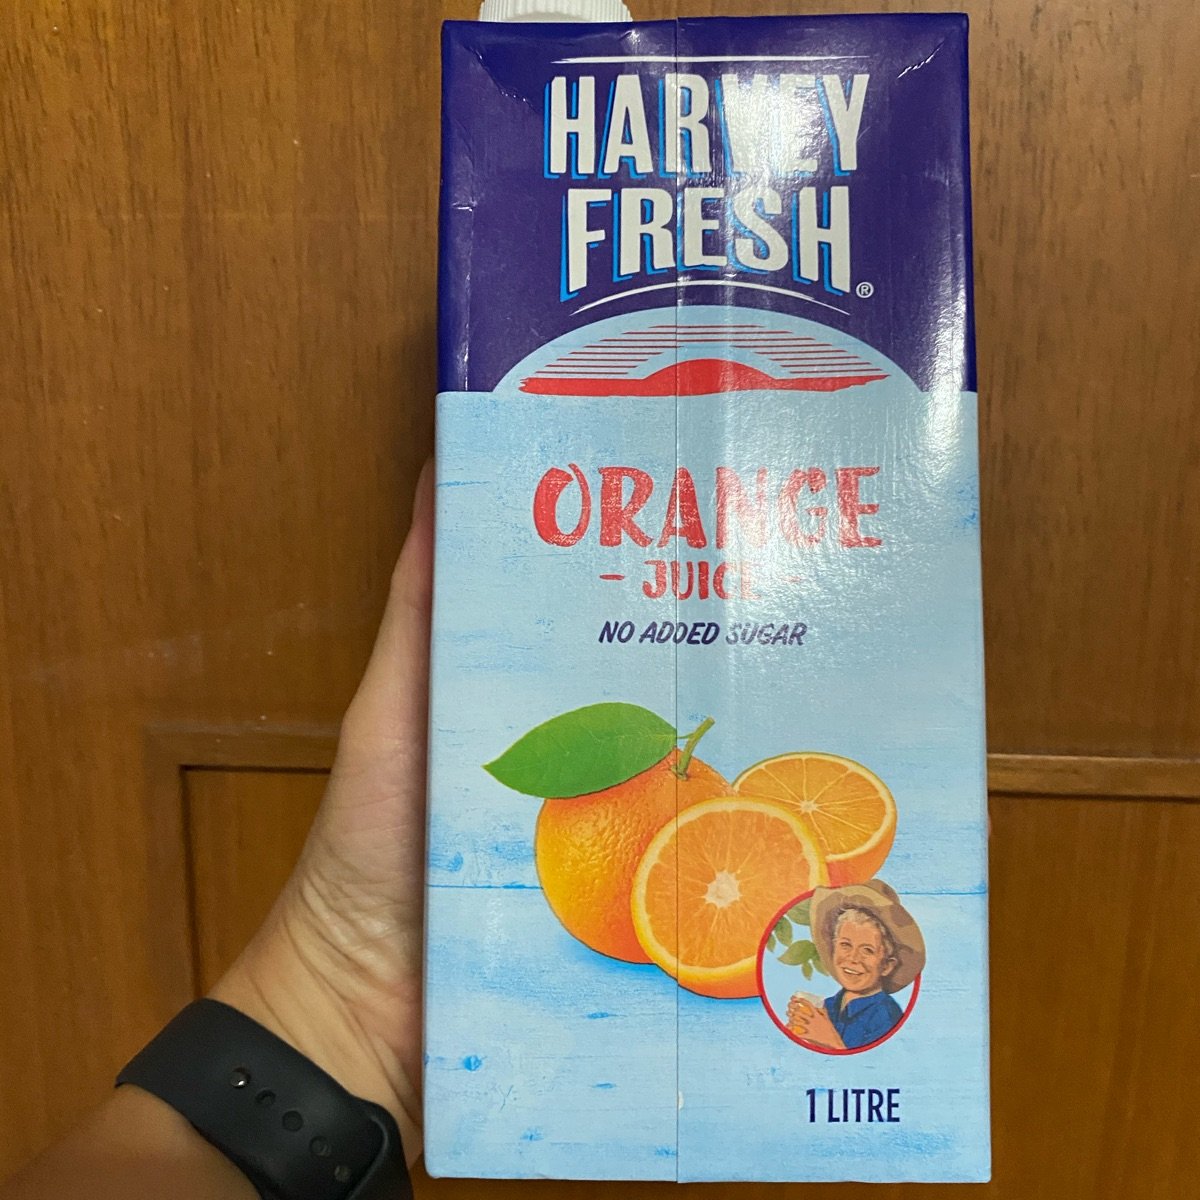 HARVEY
FRESH®
ORANGE
- JUICE -
NO ADDED SUGAR
1 LITRE